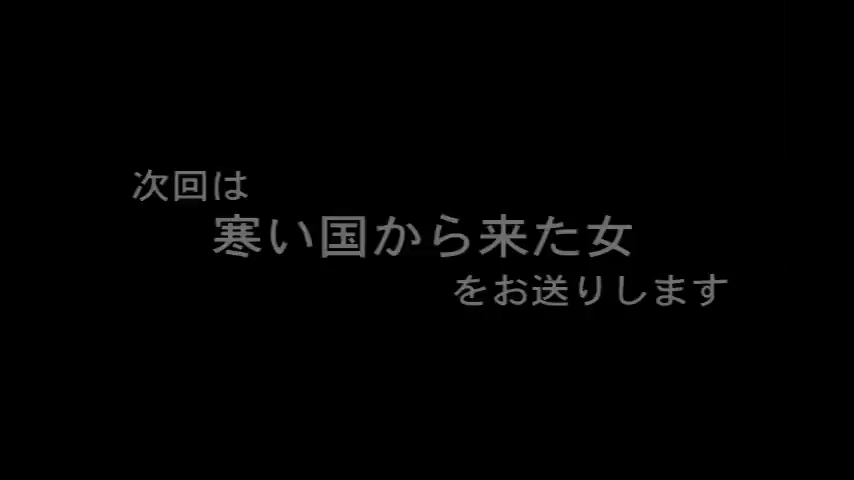 次回は
寒い国から来た女
をお送りします